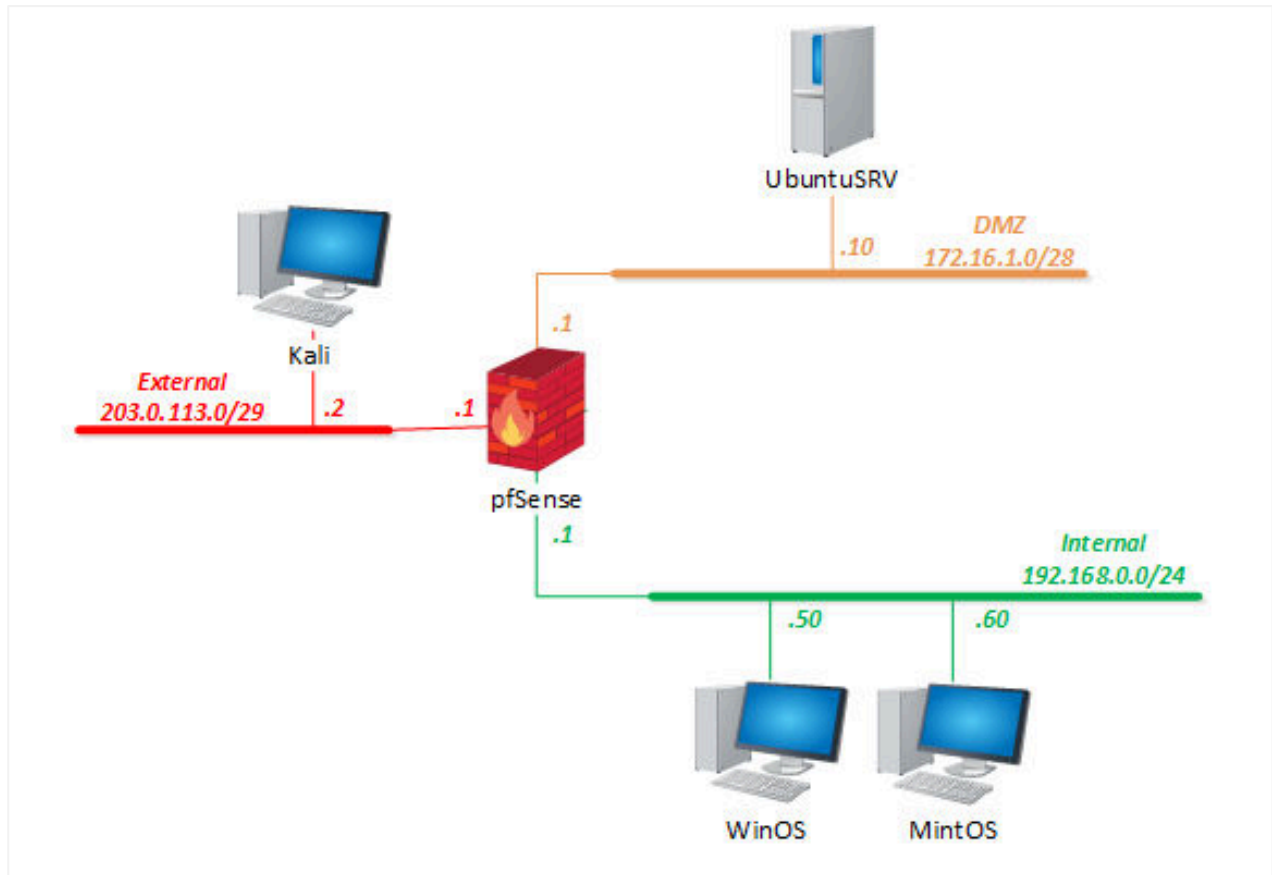 UbuntuSRV
DMZ
.10
172.16.1.0/28
.1
Kali
External
203.0.113.0/29
.2
.1
pfSense
.1
Internal
192.168.0.0/24
.50
.60
WinOS
MintOS